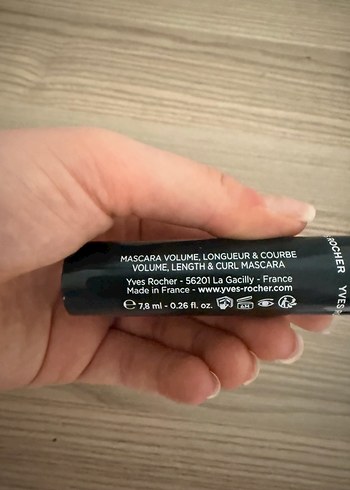 MASCARA VOLUME, LONGUEUR & COURBE
VOLUME, LENGTH & CURL MASCARA
Yves Rocher - 56201 La Gacilly - France
Made in France - www.yves-rocher.com
℮ 7,8 ml - 0.26 fl. oz.
ROCHER YVES